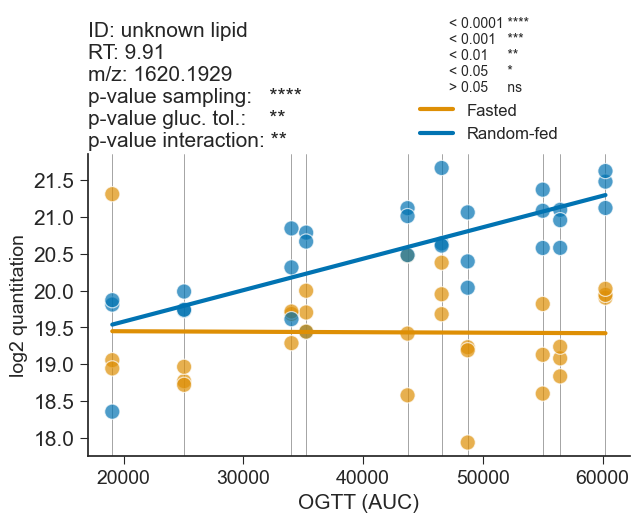 ID: unknown lipid
RT: 9.91
m/z: 1620.1929
p-value sampling: ****
p-value gluc. tol.: **
p-value interaction: **
< 0.0001 ****
< 0.001 ***
< 0.01 **
< 0.05 *
> 0.05 ns
Fasted
Random-fed
21.5
21.0
20.5
20.0
19.5
19.0
18.5
18.0
log2 quantitation
20000 30000 40000 50000 60000
OGTT (AUC)